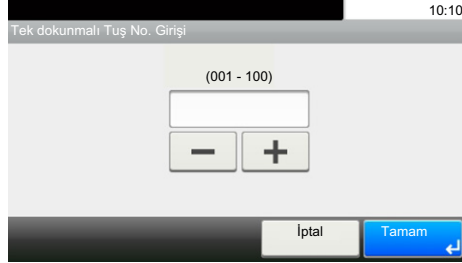 10:10
Tek dokunmalı Tuş No. Girişi
(001 - 100)
İptal
Tamam